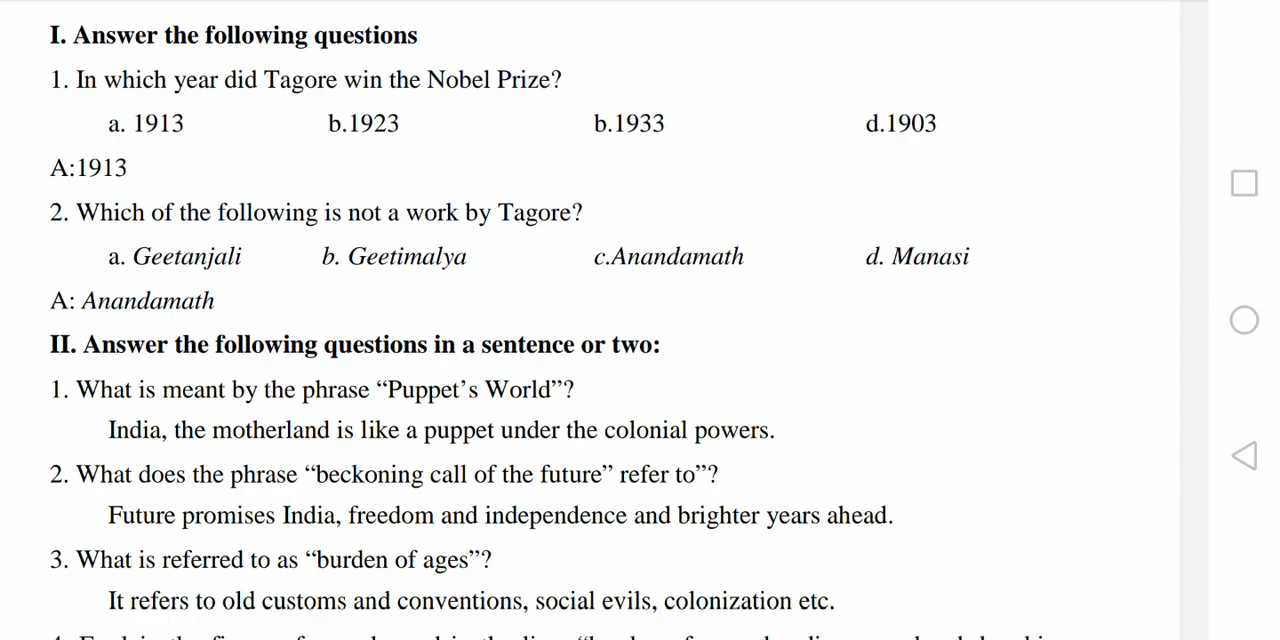 I. Answer the following questions
1. In which year did Tagore win the Nobel Prize?
a. 1913 b.1923 b.1933 d.1903
A:1913
2. Which of the following is not a work by Tagore?
a. Geetanjali b. Geetimalya c.Anandamath d. Manasi
A: Anandamath
II. Answer the following questions in a sentence or two:
1. What is meant by the phrase “Puppet’s World”?
India, the motherland is like a puppet under the colonial powers.
2. What does the phrase “beckoning call of the future” refer to”?
Future promises India, freedom and independence and brighter years ahead.
3. What is referred to as “burden of ages”?
It refers to old customs and conventions, social evils, colonization etc.